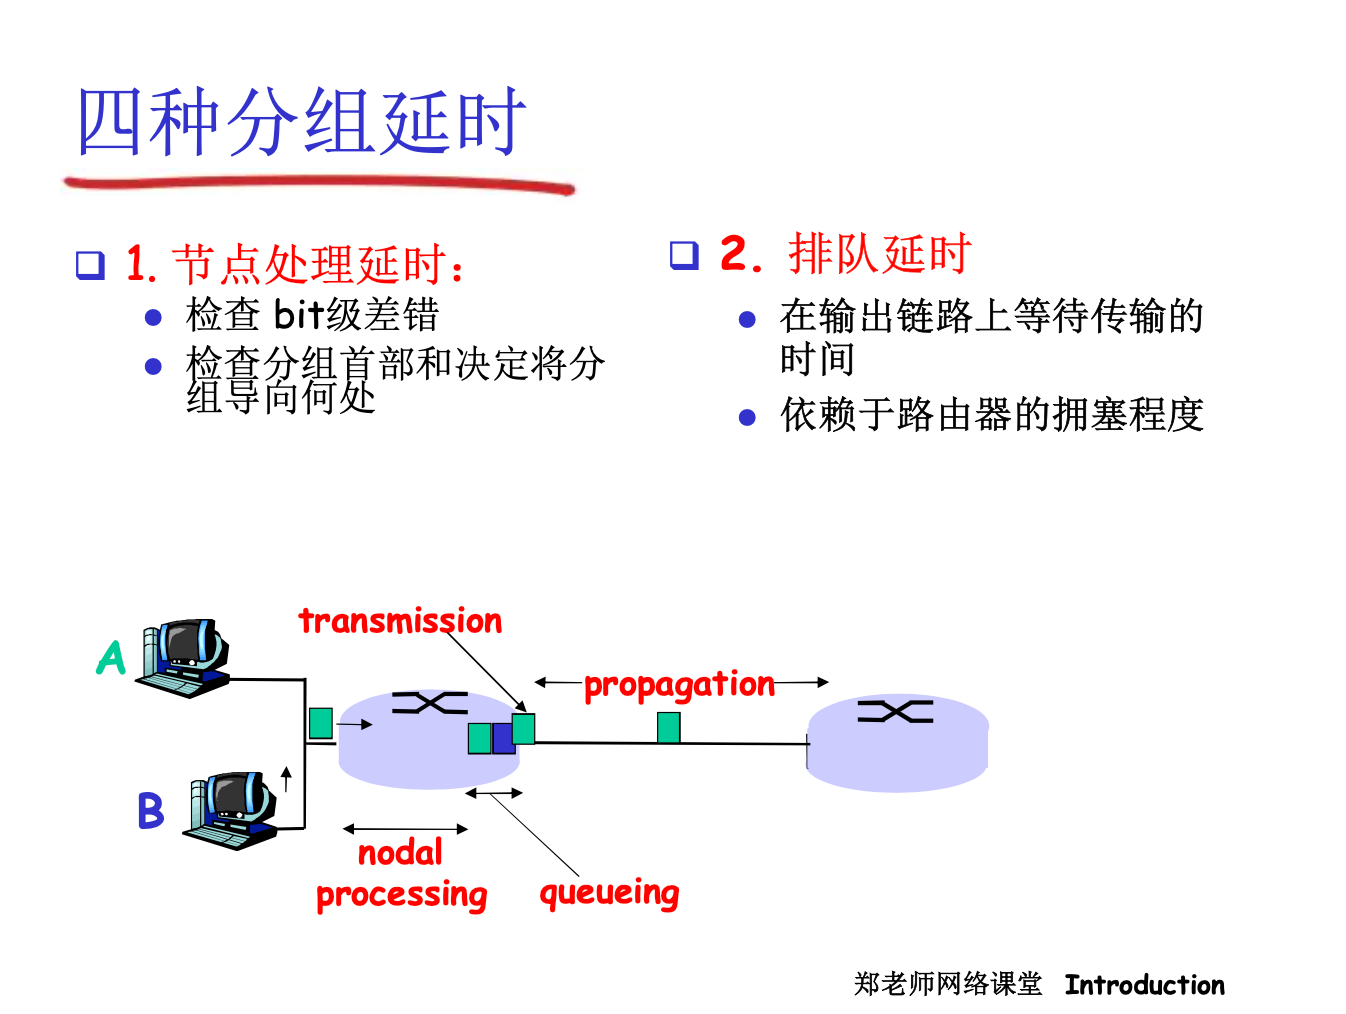 四种分组延时
1. 节点处理延时：
检查 bit级差错
检查分组首部和决定将分
组导向何处
2. 排队延时
在输出链路上等待传输的
时间
依赖于路由器的拥塞程度
transmission
A
propagation
B
nodal
processing
queueing
郑老师网络课堂 Introduction